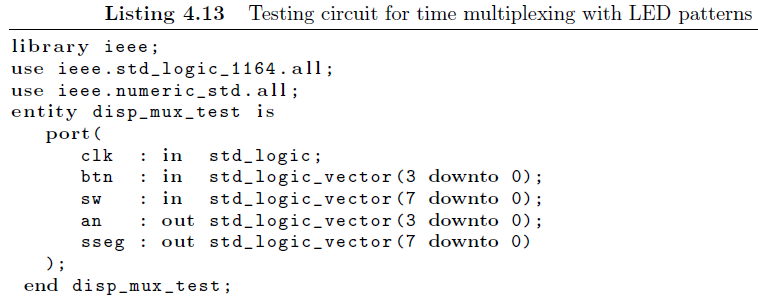 Listing 4.13 Testing circuit for time multiplexing with LED patterns
library ieee;
use ieee.std_logic_1164.all;
use ieee.numeric_std.all;
entity disp_mux_test is
   port(
      clk  : in  std_logic;
      btn  : in  std_logic_vector(3 downto 0);
      sw   : in  std_logic_vector(7 downto 0);
      an   : out std_logic_vector(3 downto 0);
      sseg : out std_logic_vector(7 downto 0)
   );
 end disp_mux_test;